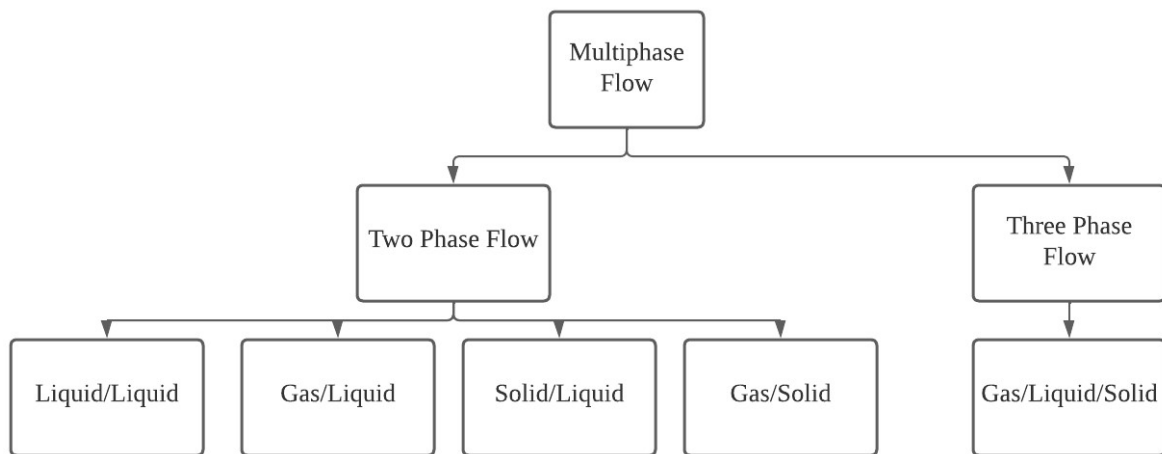 Multiphase
Flow
Two Phase Flow
Three Phase
Flow
Liquid/Liquid
Gas/Liquid
Solid/Liquid
Gas/Solid
Gas/Liquid/Solid